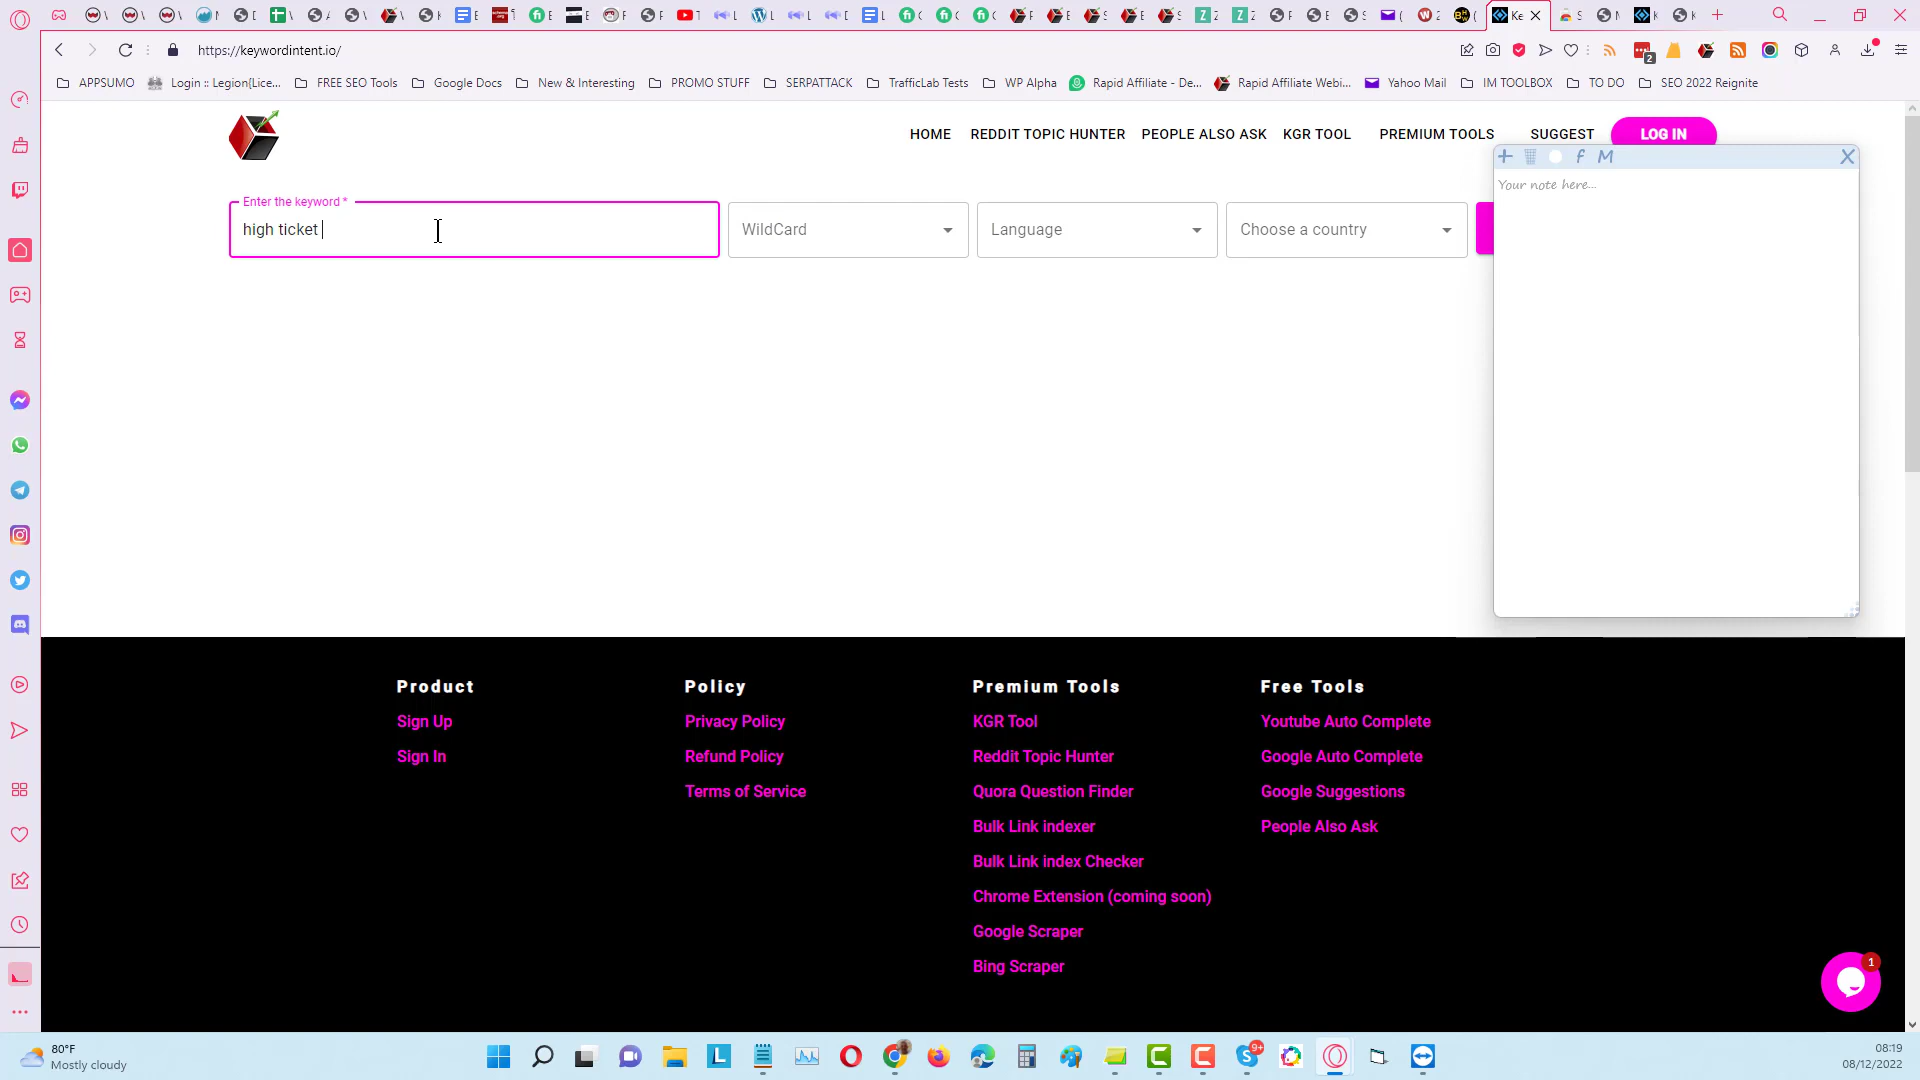 https://keywordintent.io/
APPSUMO
Login :: Legion{Lice...
FREE SEO Tools
Google Docs
New & Interesting
PROMO STUFF
SERPATTACK
TrafficLab Tests
WP Alpha
Rapid Affiliate - De...
Rapid Affiliate Webi...
Yahoo Mail
IM TOOLBOX
TO DO
SEO 2022 Reignite
HOME
REDDIT TOPIC HUNTER
PEOPLE ALSO ASK
KGR TOOL
PREMIUM TOOLS
SUGGEST
LOG IN
Your note here...
Enter the keyword *
high ticket
WildCard
Language
Choose a country
Product
Sign Up
Sign In
Policy
Privacy Policy
Refund Policy
Terms of Service
Premium Tools
KGR Tool
Reddit Topic Hunter
Quora Question Finder
Bulk Link indexer
Bulk Link index Checker
Chrome Extension (coming soon)
Google Scraper
Bing Scraper
Free Tools
Youtube Auto Complete
Google Auto Complete
Google Suggestions
People Also Ask
1
80°F
Mostly cloudy
08:19
08/12/2022